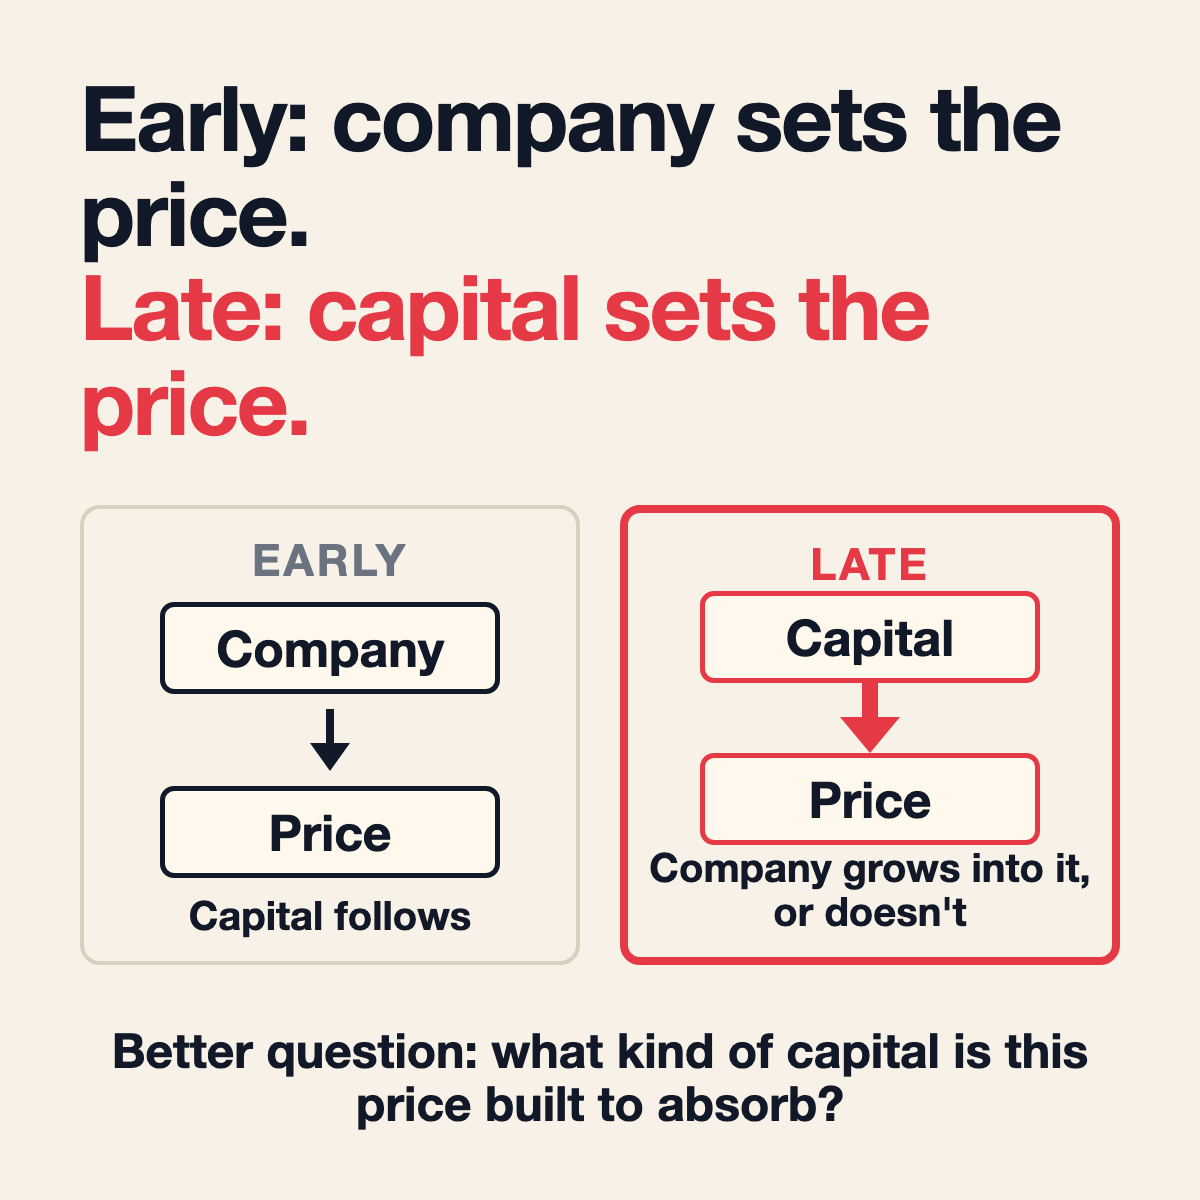 Early: company sets the
price.
Late: capital sets the
price.
EARLY
Company
Price
Capital follows
LATE
Capital
Price
Company grows into it,
or doesn't
Better question: what kind of capital is this
price built to absorb?